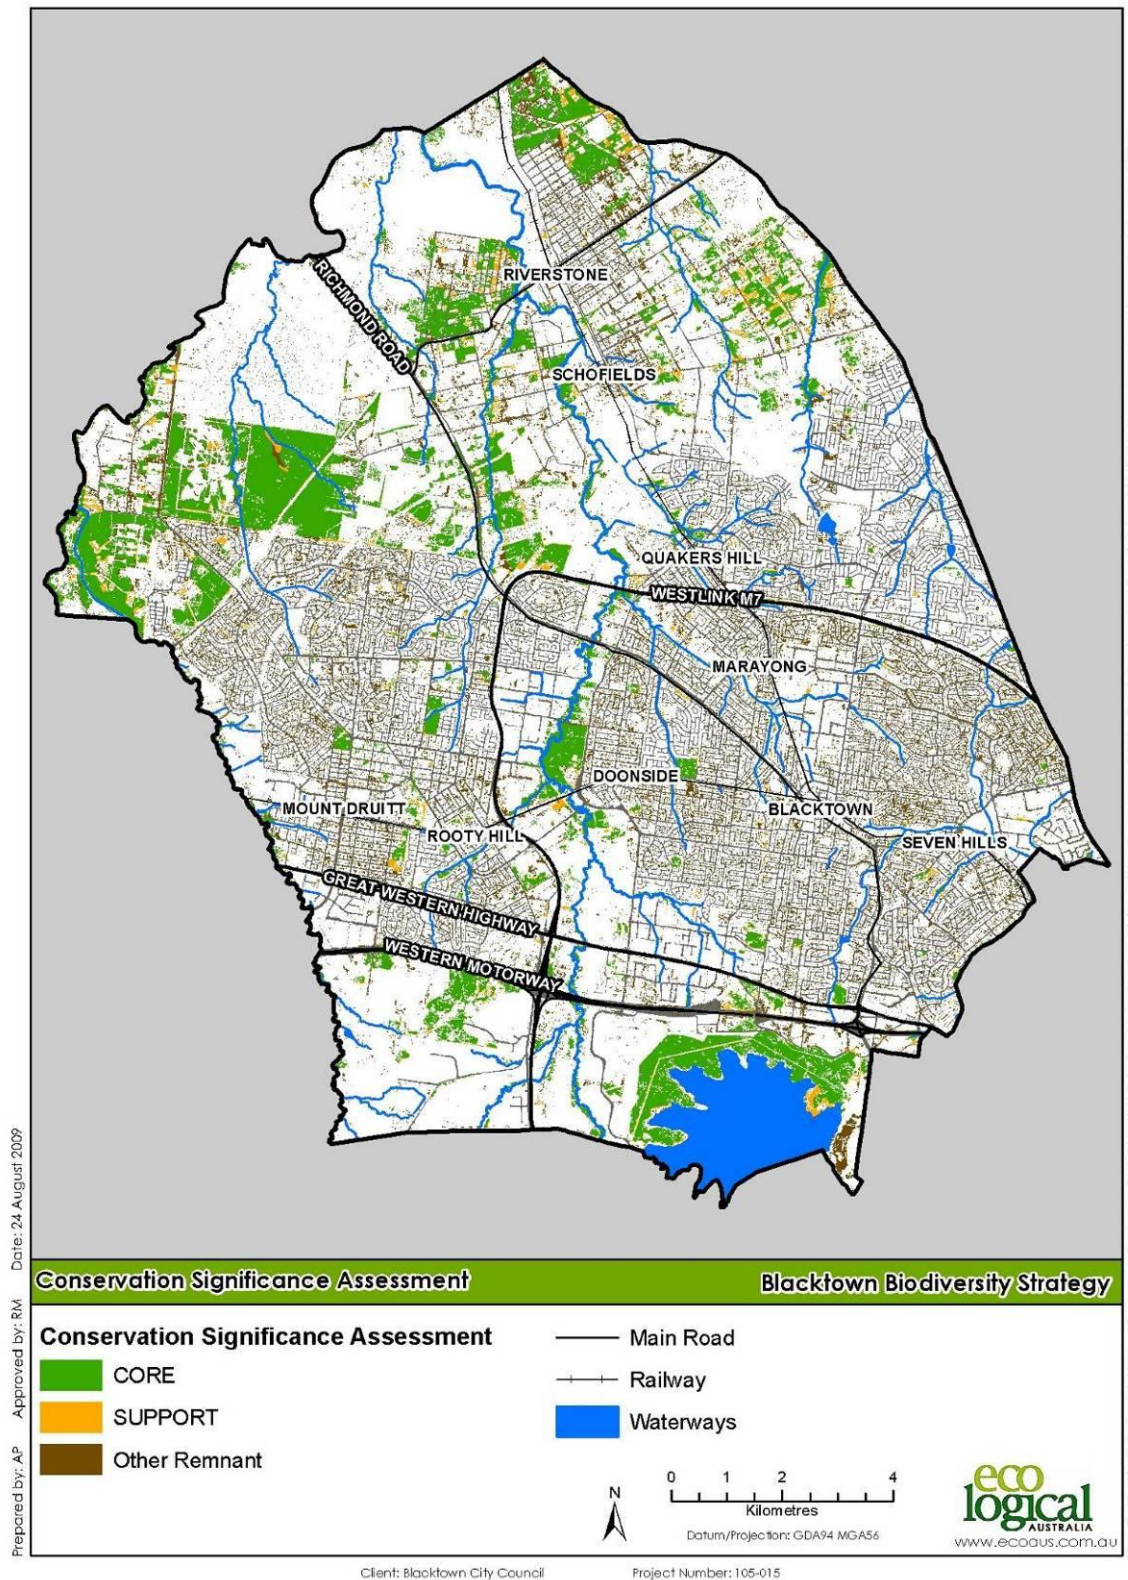 RIVERSTONE
RICHMOND ROAD
SCHOFIELDS
QUAKERS HILL
WESTLINK M7
MARAYONG
DOONSIDE
MOUNT DRUITT
BLACKTOWN
ROOTY HILL
SEVEN HILLS
GREAT WESTERN HIGHWAY
WESTERN MOTORWAY
Prepared by: AP Approved by: RM Date: 24 August 2009
Conservation Significance Assessment Blacktown Biodiversity Strategy
Conservation Significance Assessment
CORE
SUPPORT
Other Remnant
Main Road
Railway
Waterways
N
0 1 2 4
Kilometres
Datum/Projection: GDA94 MGA56
eco
logical
AUSTRALIA
www.ecoaus.com.au
Client: Blacktown City Council Project Number: 105-015